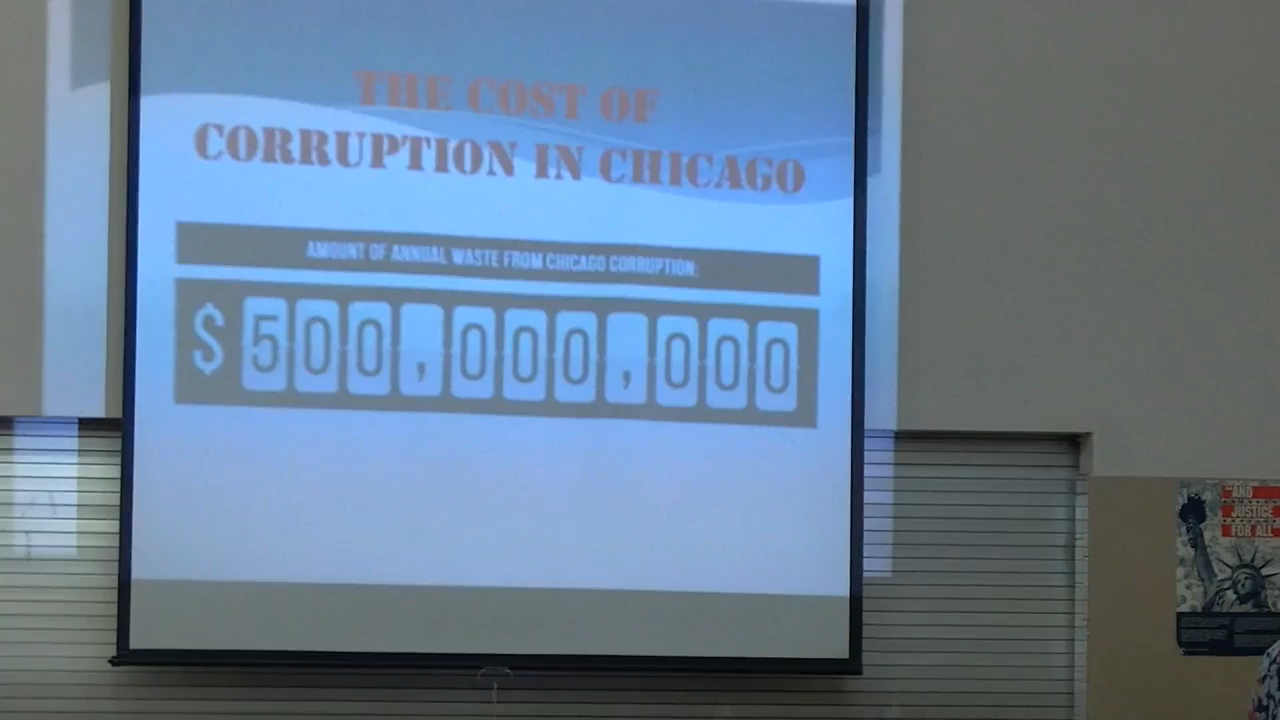 THE COST OF
CORRUPTION IN CHICAGO
AMOUNT OF ANNUAL WASTE FROM CHICAGO CORRUPTION:
$500,000,000
"AND
JUSTICE
FOR ALL